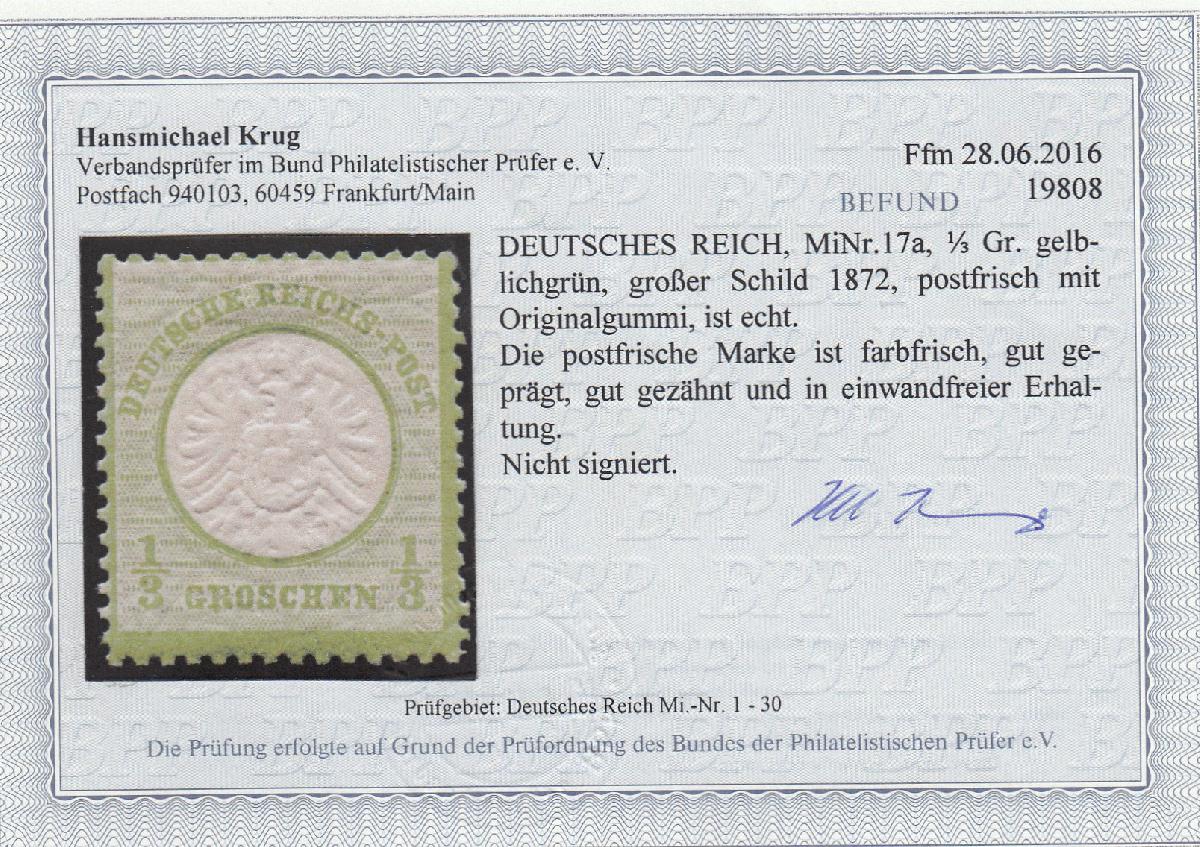 Hansmichael Krug
Verbandsprüfer im Bund Philatelistischer Prüfer e. V.
Postfach 940103, 60459 Frankfurt/Main
Ffm 28.06.2016
BEFUND 19808
DEUTSCHES REICH, MiNr.17a, ⅓ Gr. gelb-
lichgrün, großer Schild 1872, postfrisch mit
Originalgummi, ist echt.
Die postfrische Marke ist farbfrisch, gut ge-
prägt, gut gezähnt und in einwandfreier Erhal-
tung.
Nicht signiert.
DEUTSCHE REICHS-POST
1/3 GROSCHEN 1/3
Prüfgebiet: Deutsches Reich Mi.-Nr. 1 - 30
Die Prüfung erfolgte auf Grund der Prüfordnung des Bundes der Philatelistischen Prüfer e.V.